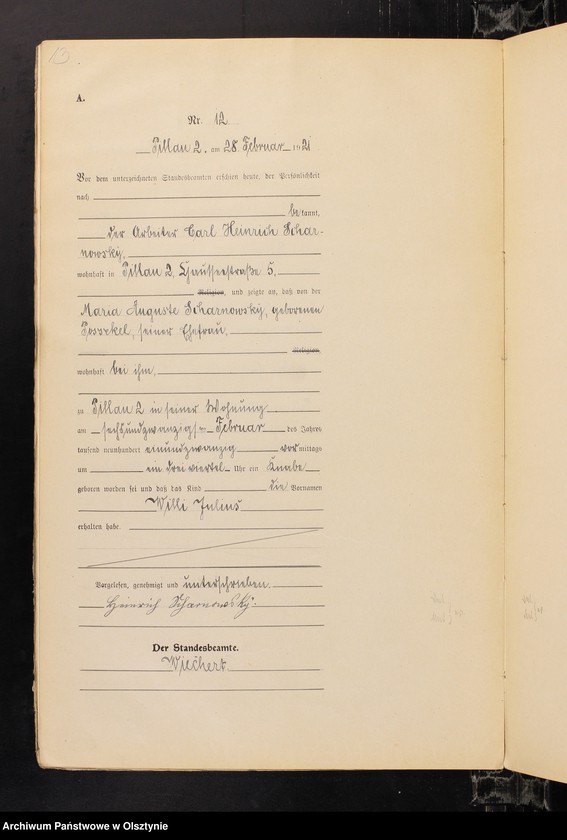 13
A.
Nr. 12
Pillau 2. am 28 Februar 1921
Vor dem unterzeichneten Standesbeamten erschien heute, der Persönlichkeit
nach
bekannt,
der Arbeiter Carl Heinrich Schar-
nowsky,
wohnhaft in Pillau 2, Chausseestraße 5,
Religion, und zeigte an, daß von der
Maria Auguste Scharnowsky, geborenen
seiner Ehefrau,
Religion
wohnhaft bei ihm,
zu Pillau 2 in seiner Wohnung
am sechsundzwanzigsten Februar des Jahres
tausend neunhundert einundzwanzig vormittags
um ein drei viertel Uhr ein Knabe
geboren worden sei und daß das Kind die Vornamen
Willi Julius
erhalten habe.
Vorgelesen, genehmigt und unterschrieben.
Heinrich Scharnowsky.
Der Standesbeamte.
Wiechert
Archiwum Państwowe w Olsztynie